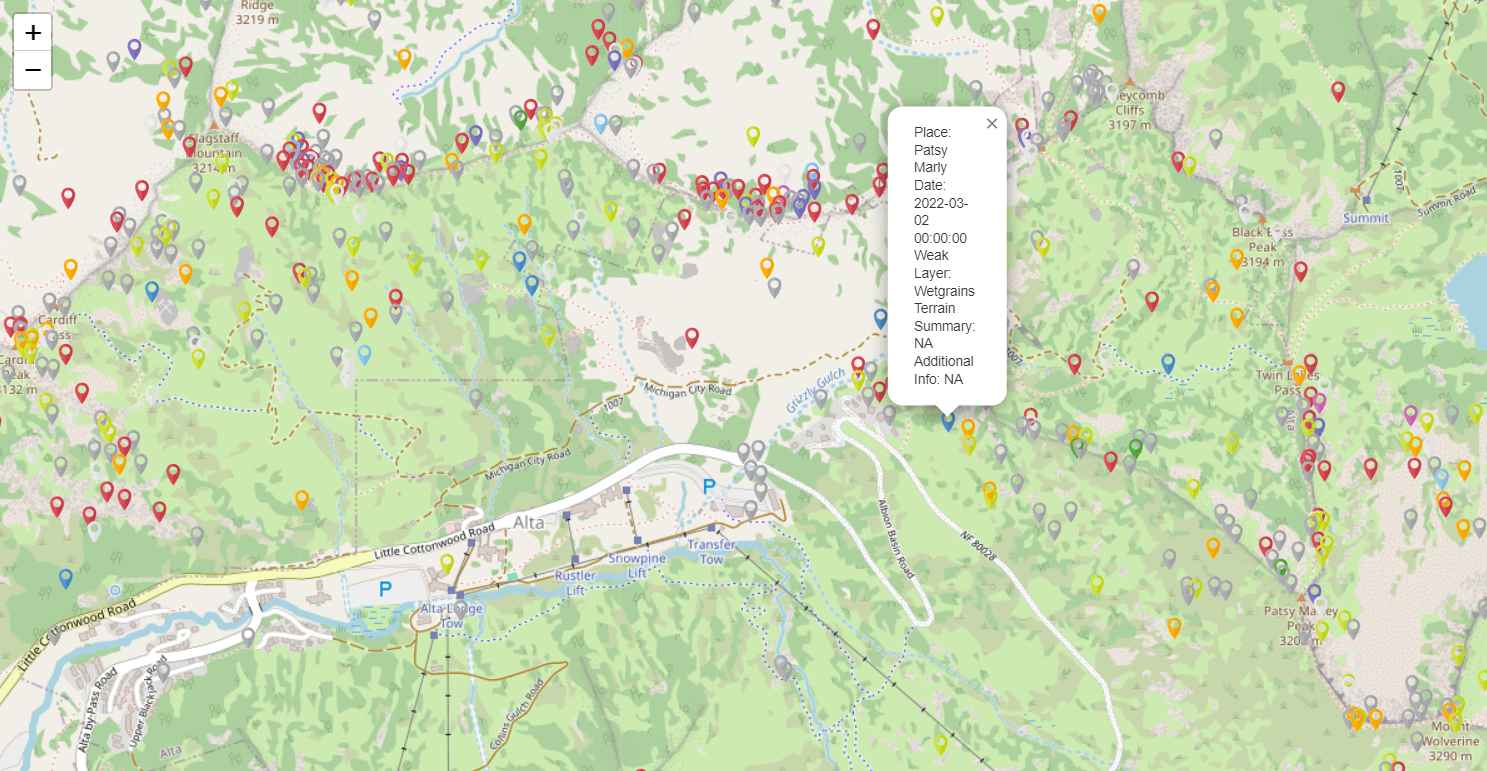 +
−
Ridge
3219 m
Flagstaff
Mountain
3214 m
Cliffs
3197 m
Summit
1007
Summit Road
Peak
3194 m
×
Place:
Patsy
Marly
Date:
2022-03-
02
00:00:00
Weak
Layer:
Wetgrains
Terrain
Summary:
NA
Additional
Info: NA
Cardiff
Pass
Grizzly Gulch
1007
Michigan City Road
1007
Michigan City Road
Alta
P
P
Little Cottonwood Road
Albion Basin Road
NF 80028
Transfer
Tow
Snowpine
Lift
Rustler
Lift
Alta Lodge
Tow
Little Cottonwood Road
Alta by-Pass Road
Upper Blackjack Road
Alta
Collins Gulch Road
Twin Lakes
Pass
Alta
Peak
Mount
Wolverine
3290 m